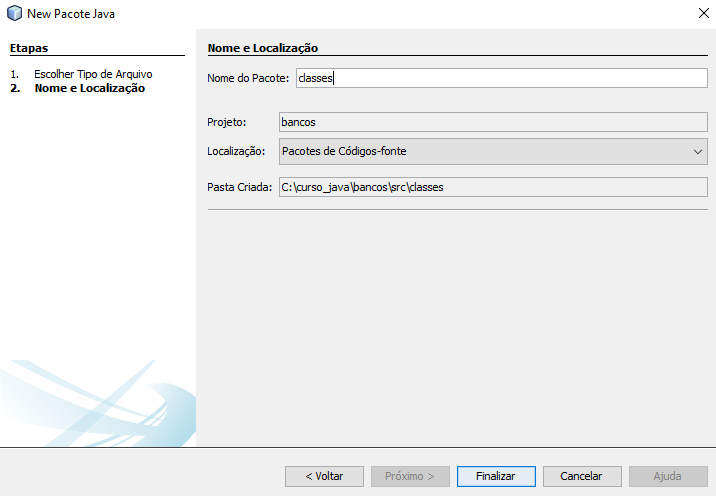 New Pacote Java
Etapas
1. Escolher Tipo de Arquivo
2. Nome e Localização
Nome e Localização
Nome do Pacote: classes
Projeto: bancos
Localização: Pacotes de Códigos-fonte
Pasta Criada: C:\curso_java\bancos\src\classes
< Voltar Próximo > Finalizar Cancelar Ajuda